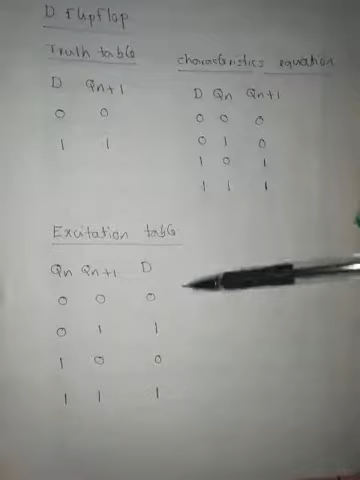 D flipflop
Truth table
D Qn+1
0 0
1 1
characteristics equation
D Qn Qn+1
0 0 0
0 1 0
1 0 1
1 1 1
Excitation table
Qn Qn+1 D
0 0 0
0 1 1
1 0 0
1 1 1